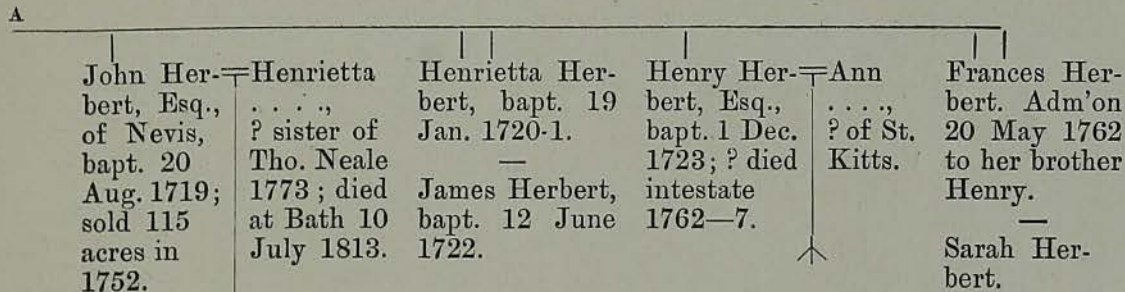 A
John Her-
bert, Esq.,
of Nevis,
bapt. 20
Aug. 1719;
sold 115
acres in
1752.
Henrietta
. . . .,
? sister of
Tho. Neale
1773; died
at Bath 10
July 1813.
Henrietta Her-
bert, bapt. 19
Jan. 1720-1.
—
James Herbert,
bapt. 12 June
1722.
Henry Her-
bert, Esq.,
bapt. 1 Dec.
1723; ? died
intestate
1762—7.
Ann
. . . .,
? of St.
Kitts.
Frances Her-
bert. Adm'on
20 May 1762
to her brother
Henry.
—
Sarah Her-
bert.